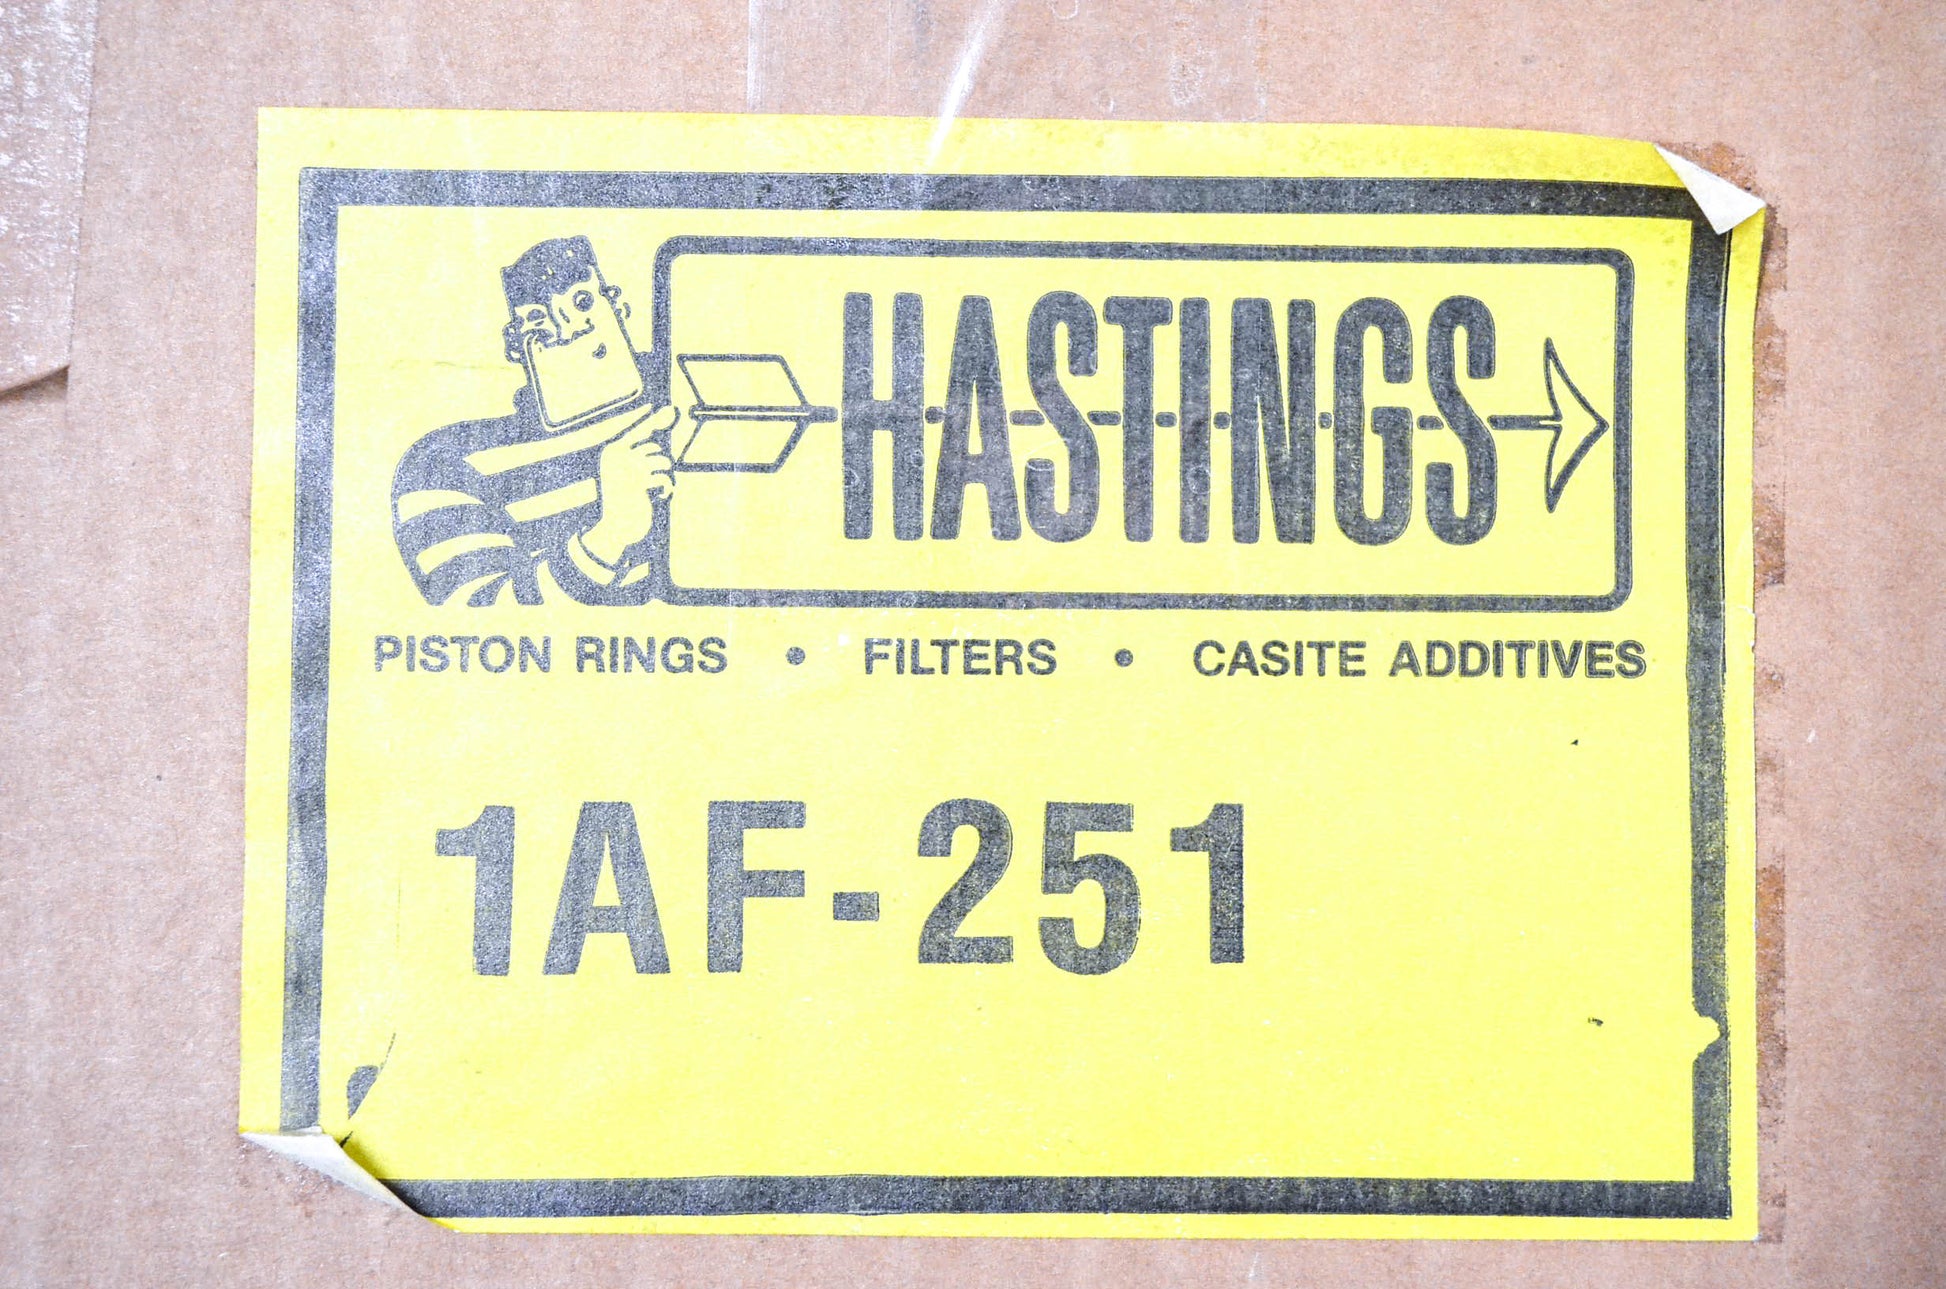 HASTINGS
PISTON RINGS • FILTERS • CASITE ADDITIVES
1AF-251